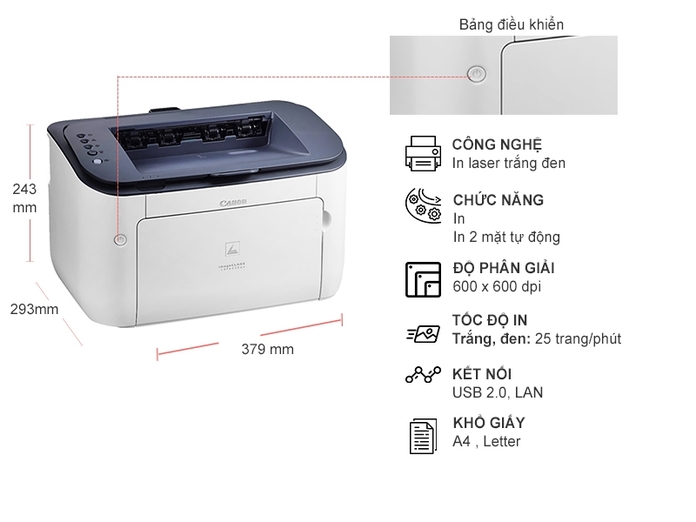 Bảng điều khiển
CÔNG NGHỆ
In laser trắng đen
CHỨC NĂNG
In
In 2 mặt tự động
ĐỘ PHÂN GIẢI
600 x 600 dpi
TỐC ĐỘ IN
Trắng, đen: 25 trang/phút
KẾT NỐI
USB 2.0, LAN
KHỔ GIẤY
A4 , Letter
243
mm
293mm
379 mm
Canon
imageCLASS